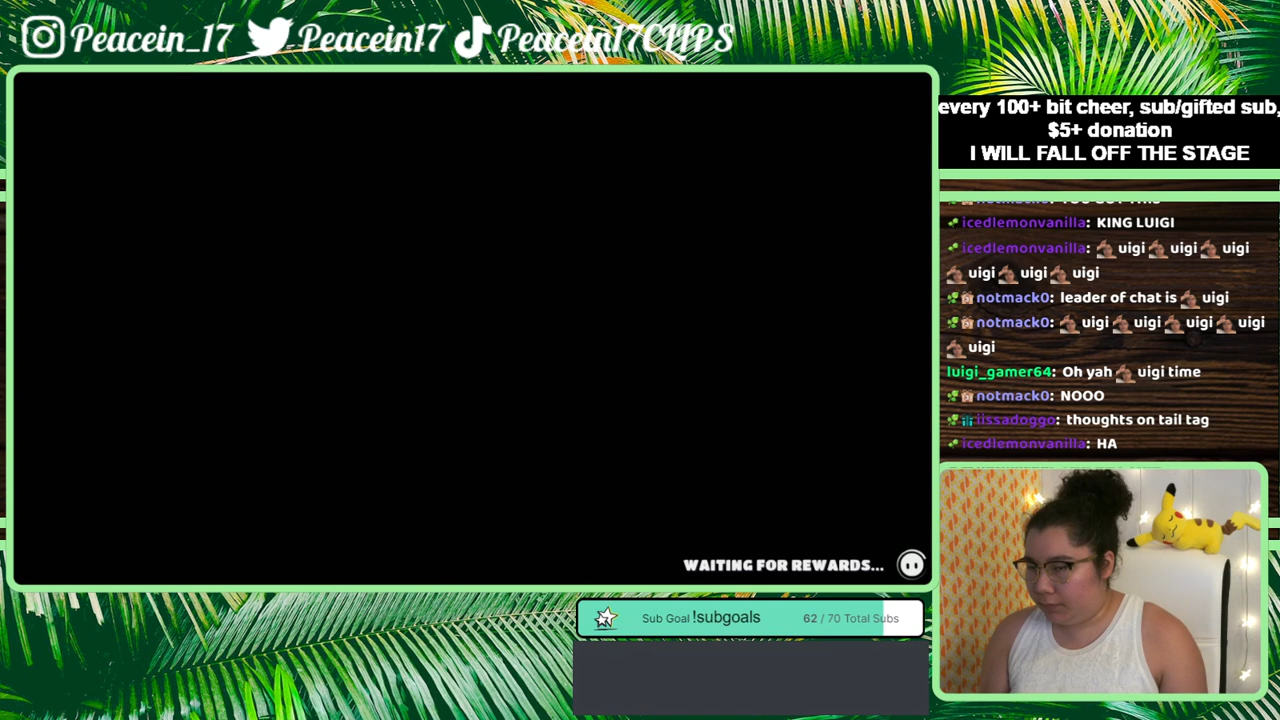 Peacein_17 Peacein17 Peacein17ClIPS
every 100+ bit cheer, sub/gifted sub,
$5+ donation
I WILL FALL OFF THE STAGE
icedlemonvanilla: KING LUIGI
icedlemonvanilla: uigi uigi uigi
uigi uigi uigi
notmack0: leader of chat is uigi
notmack0: uigi uigi uigi uigi
uigi
luigi_gamer64: Oh yah uigi time
notmack0: NOOO
iissadoggo: thoughts on tail tag
icedlemonvanilla: HA
WAITING FOR REWARDS...
Sub Goal !subgoals 62 / 70 Total Subs